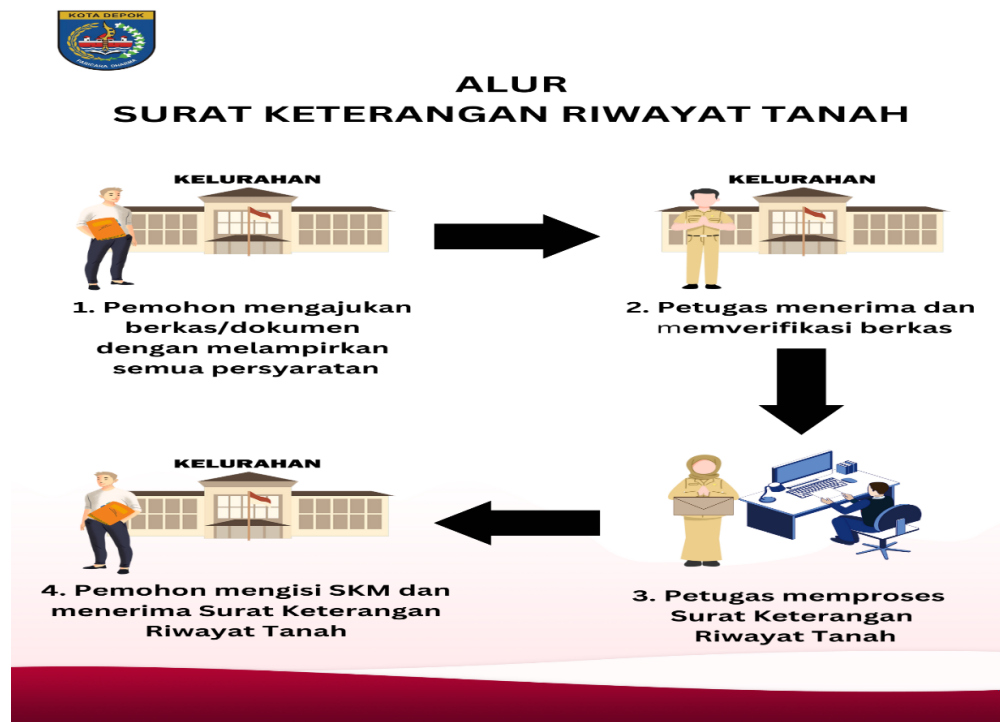 KOTA DEPOK
PARICARA DHARMA
ALUR
SURAT KETERANGAN RIWAYAT TANAH
KELURAHAN
1. Pemohon mengajukan
berkas/dokumen
dengan melampirkan
semua persyaratan
KELURAHAN
2. Petugas menerima dan
memverifikasi berkas
3. Petugas memproses
Surat Keterangan
Riwayat Tanah
KELURAHAN
4. Pemohon mengisi SKM dan
menerima Surat Keterangan
Riwayat Tanah